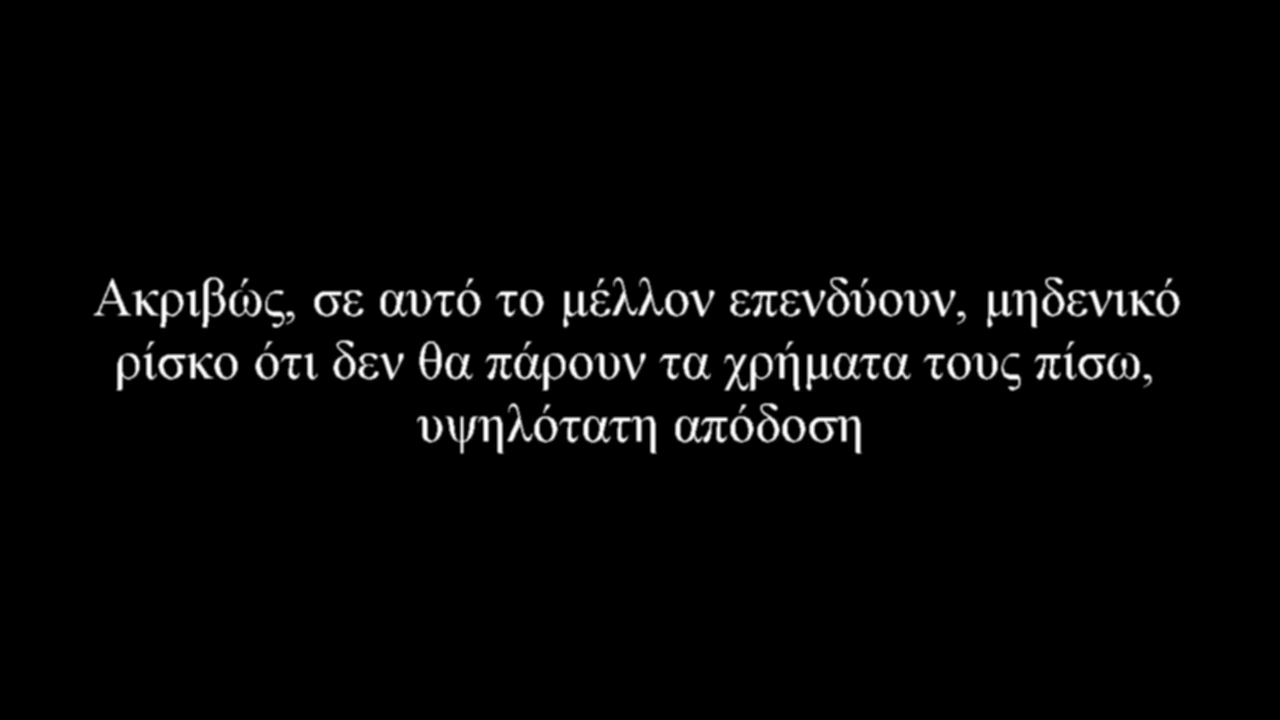 Ακριβώς, σε αυτό το μέλλον επενδύουν, μηδενικό
ρίσκο ότι δεν θα πάρουν τα χρήματα τους πίσω,
υψηλότατη απόδοση